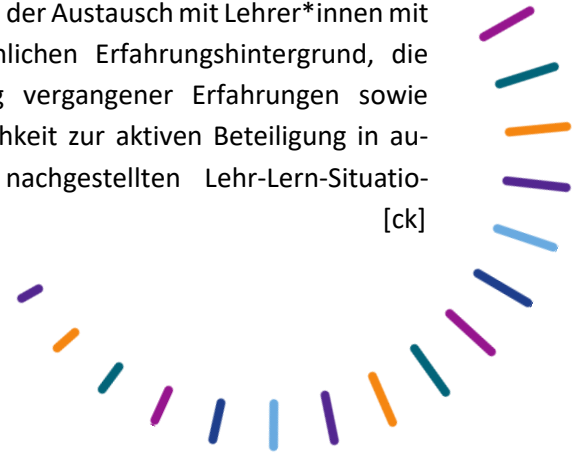 der Austausch mit Lehrer*innen mit
nlichen Erfahrungshintergrund, die
g vergangener Erfahrungen sowie
hkeit zur aktiven Beteiligung in au-
nachgestellten Lehr-Lern-Situatio-
[ck]